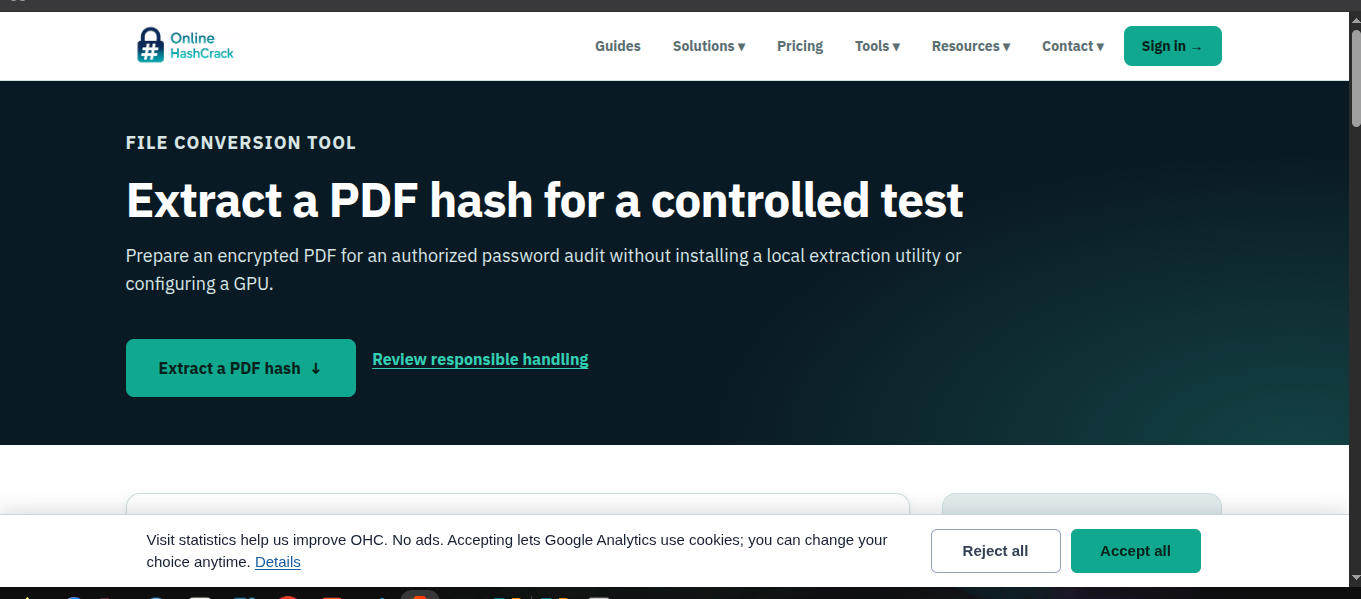 Online
HashCrack
Guides Solutions ▾ Pricing Tools ▾ Resources ▾ Contact ▾ Sign in →
FILE CONVERSION TOOL
Extract a PDF hash for a controlled test
Prepare an encrypted PDF for an authorized password audit without installing a local extraction utility or
configuring a GPU.
Extract a PDF hash ↓ Review responsible handling
Visit statistics help us improve OHC. No ads. Accepting lets Google Analytics use cookies; you can change your
choice anytime. Details
Reject all Accept all